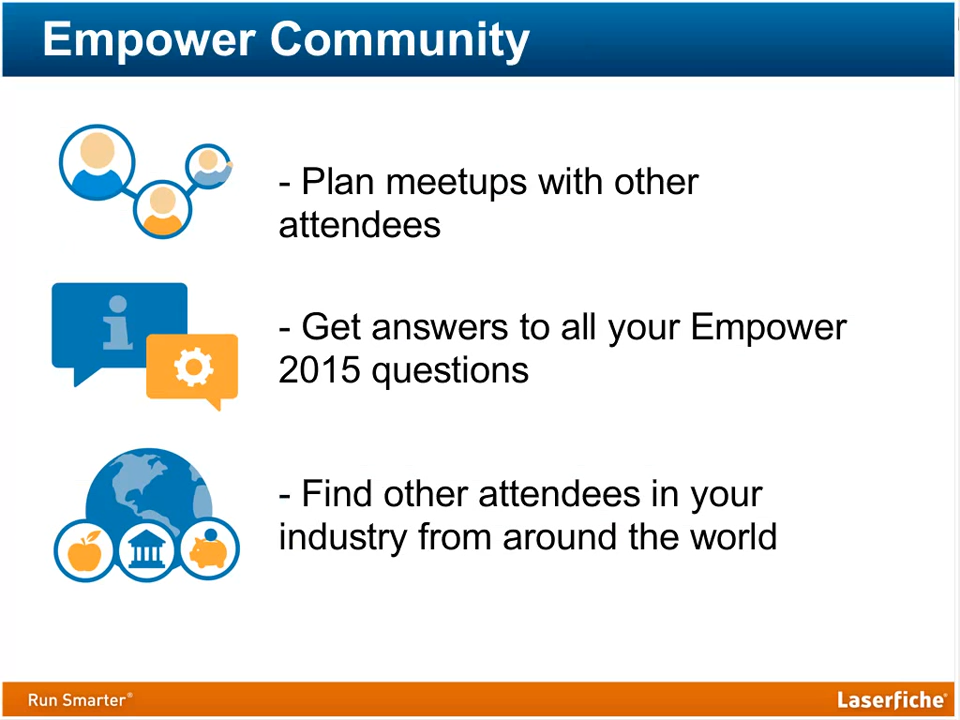 Empower Community
- Plan meetups with other
attendees
- Get answers to all your Empower
2015 questions
- Find other attendees in your
industry from around the world
Run Smarter®
Laserfiche®